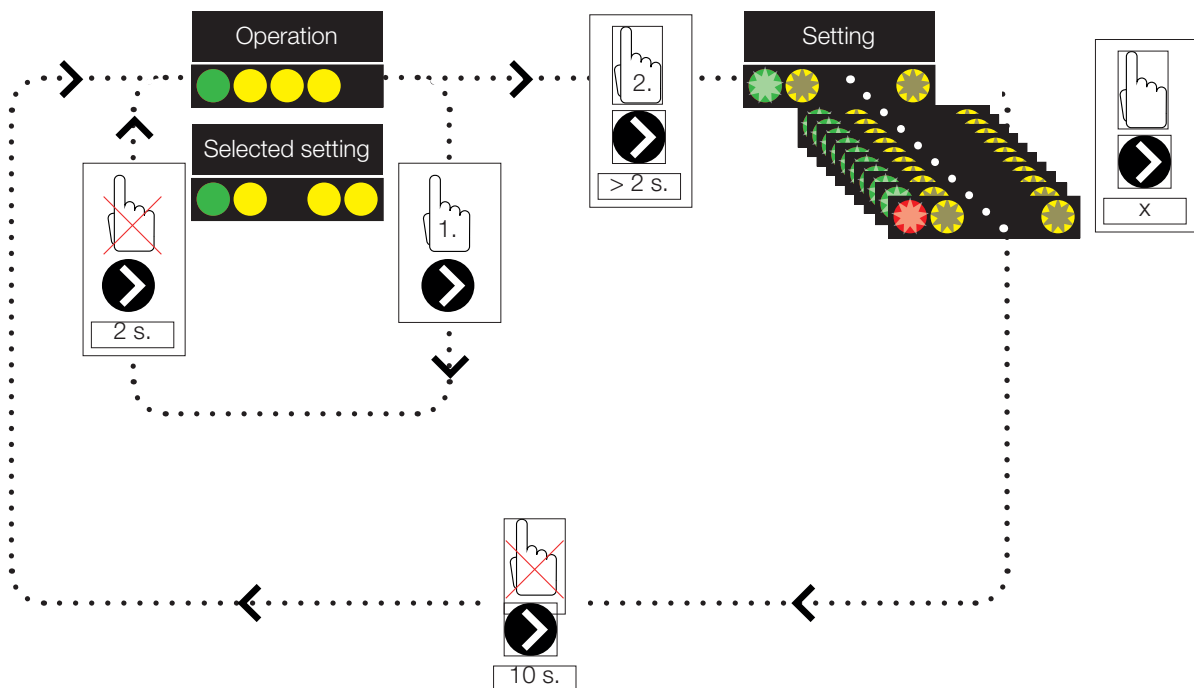 Operation
Setting
2.
> 2 s.
Selected setting
1.
2 s.
x
10 s.